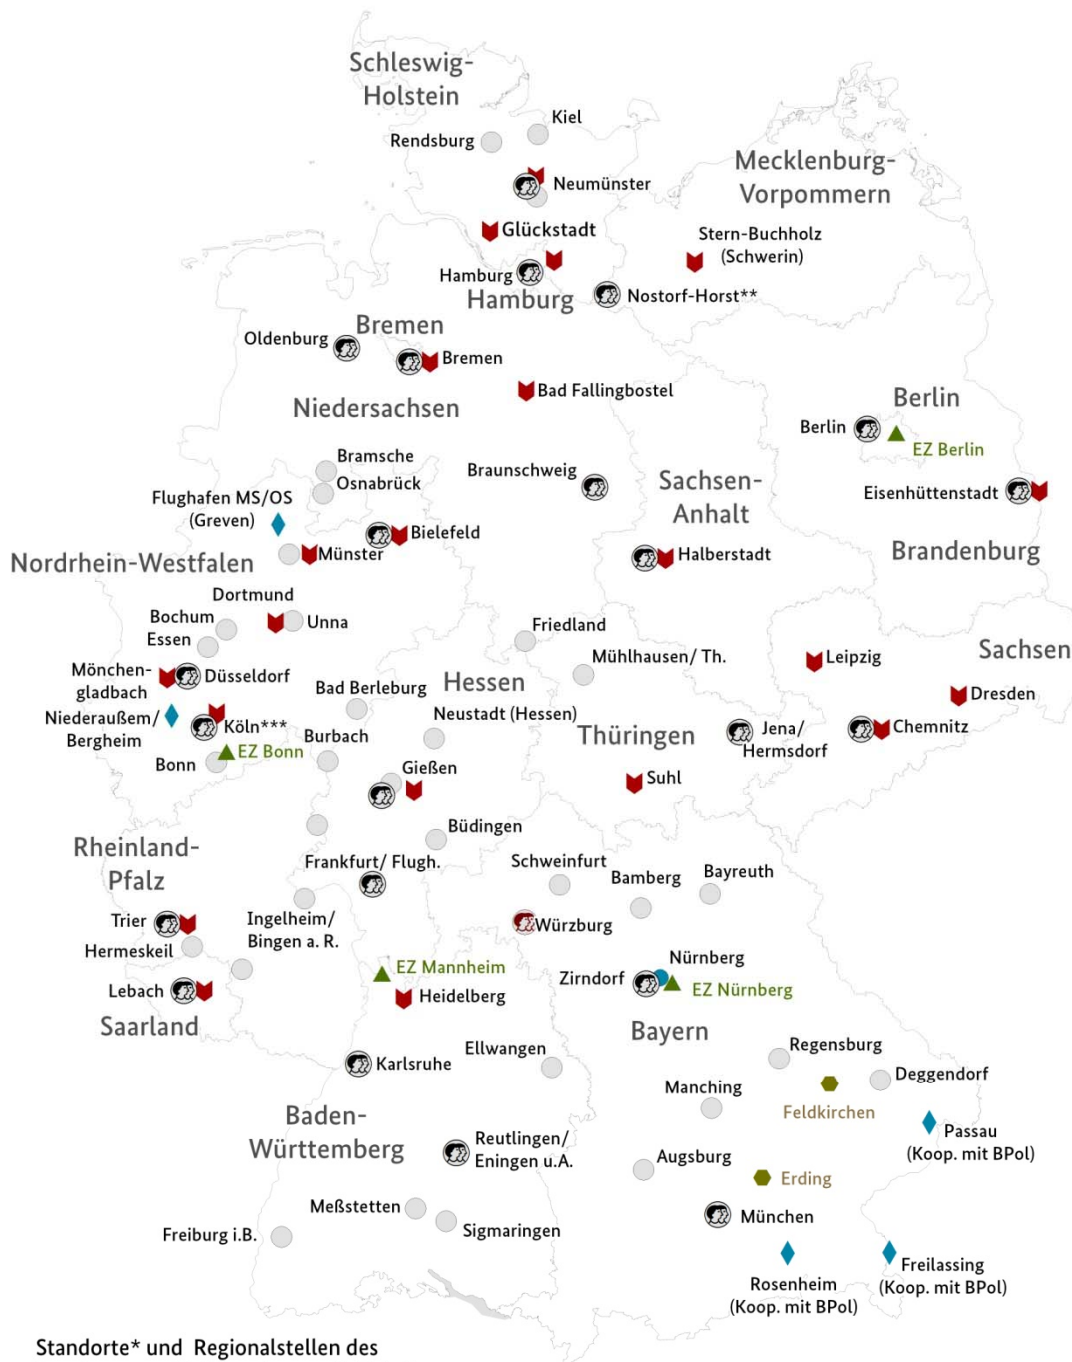 Schleswig-
Holstein
Kiel
Rendsburg
Mecklenburg-
Vorpommern
Neumünster
Glückstadt
Stern-Buchholz
(Schwerin)
Hamburg
Hamburg
Nostorf-Horst**
Bremen
Oldenburg
Bremen
Bad Fallingbostel
Berlin
Niedersachsen
Berlin
EZ Berlin
Bramsche
Osnabrück
Braunschweig
Sachsen-
Anhalt
Eisenhüttenstadt
Flughafen MS/OS
(Greven)
Bielefeld
Brandenburg
Münster
Halberstadt
Nordrhein-Westfalen
Dortmund
Unna
Bochum
Essen
Friedland
Mühlhausen/ Th.
Leipzig
Sachsen
Mönchen-
gladbach
Düsseldorf
Bad Berleburg
Hessen
Dresden
Niederaußem/
Bergheim
Köln***
Neustadt (Hessen)
Thüringen
Jena/
Hermsdorf
Chemnitz
EZ Bonn
Bonn
Burbach
Gießen
Suhl
Büdingen
Rheinland-
Pfalz
Frankfurt/ Flugh.
Schweinfurt
Bamberg
Bayreuth
Trier
Ingelheim/
Bingen a. R.
Würzburg
Hermeskeil
EZ Mannheim
Nürnberg
Zirndorf
EZ Nürnberg
Lebach
Heidelberg
Saarland
Bayern
Regensburg
Ellwangen
Karlsruhe
Deggendorf
Manching
Feldkirchen
Baden-
Württemberg
Passau
(Koop. mit BPol)
Reutlingen/
Eningen u.A.
Augsburg
Erding
Meßstetten
München
Sigmaringen
Freiburg i.B.
Rosenheim
(Koop. mit BPol)
Freilassing
(Koop. mit BPol)
Standorte* und Regionalstellen des